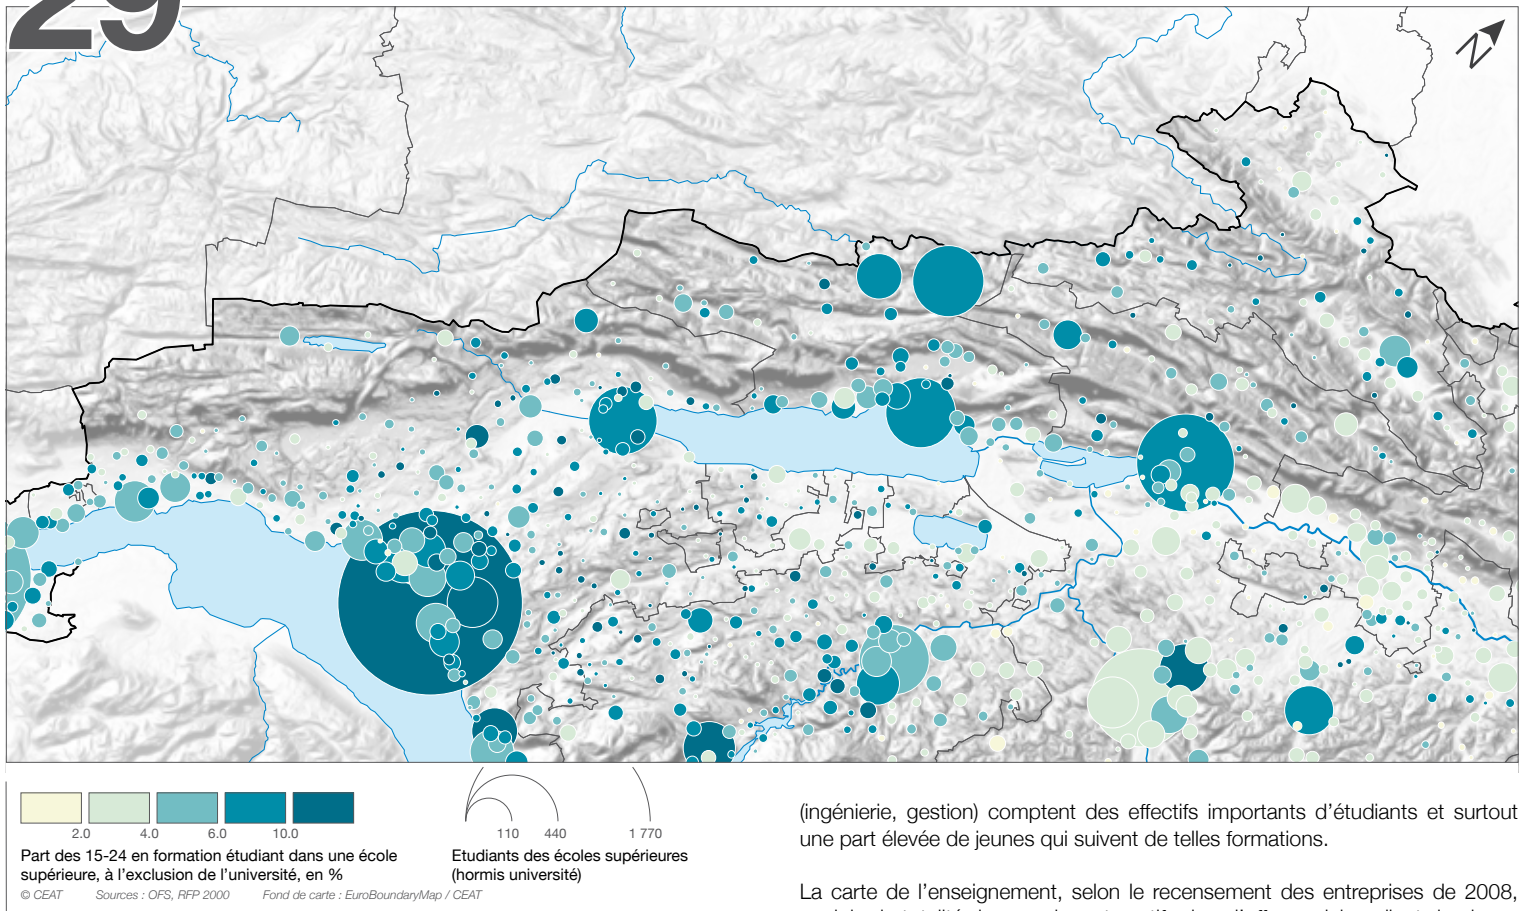 29
N
2.0 4.0 6.0 10.0
Part des 15-24 en formation étudiant dans une école
supérieure, à l'exclusion de l'université, en %
© CEAT Sources : OFS, RFP 2000 Fond de carte : EuroBoundaryMap / CEAT
110 440 1 770
Etudiants des écoles supérieures
(hormis université)
(ingénierie, gestion) comptent des effectifs importants d'étudiants et surtout
une part élevée de jeunes qui suivent de telles formations.
La carte de l'enseignement, selon le recensement des entreprises de 2008,